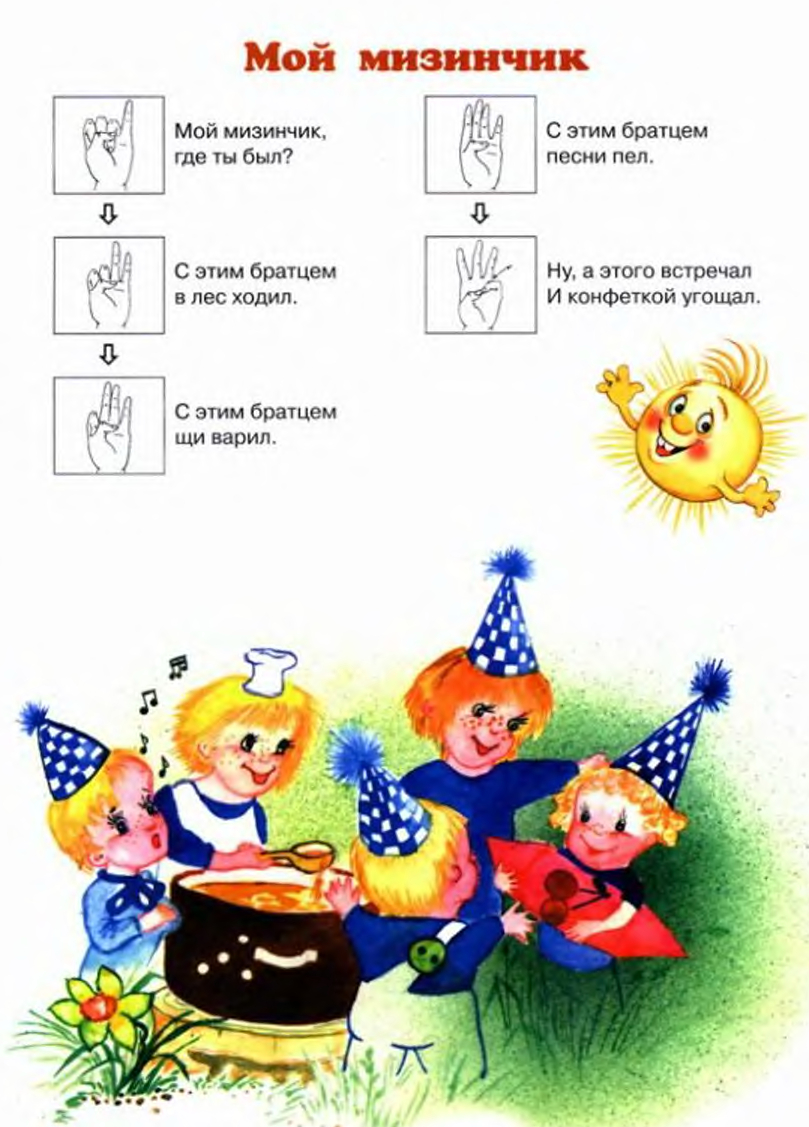 Мой мизинчик
Мой мизинчик,
где ты был?
С этим братцем
в лес ходил.
С этим братцем
щи варил.
С этим братцем
песни пел.
Ну, а этого встречал
И конфеткой угощал.